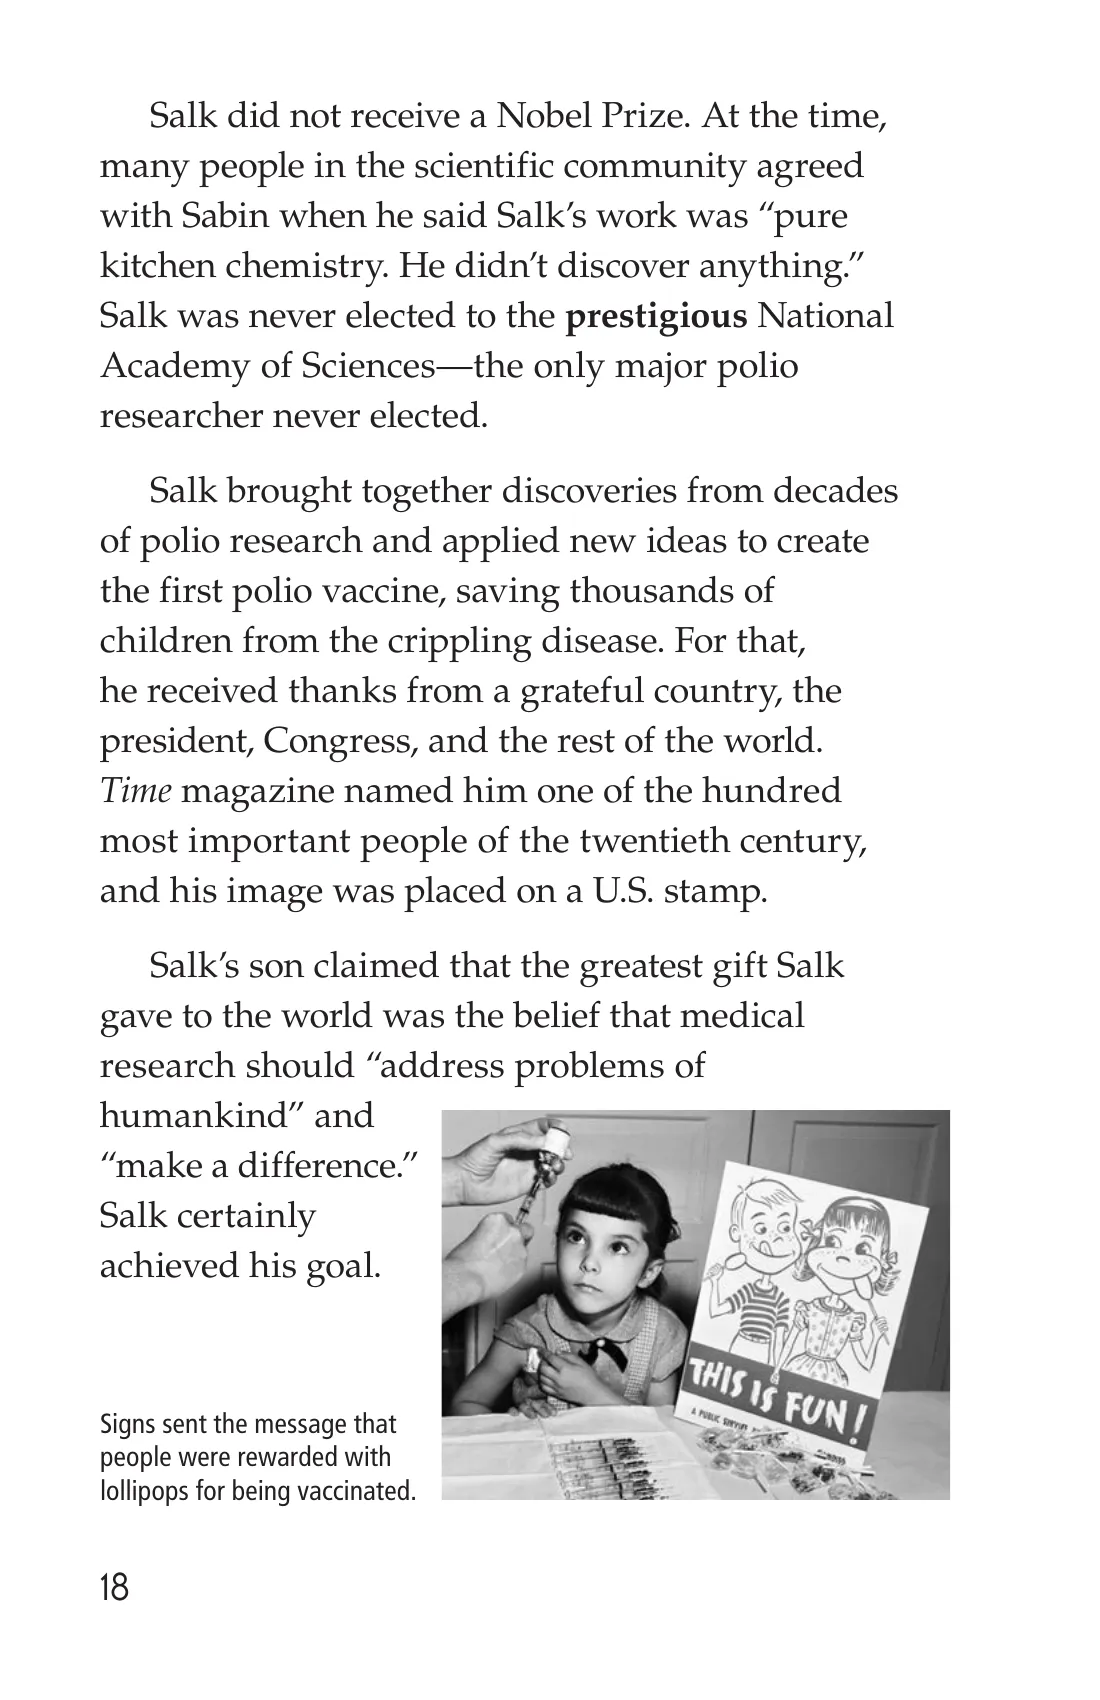 Salk did not receive a Nobel Prize. At the time,
many people in the scientific community agreed
with Sabin when he said Salk’s work was “pure
kitchen chemistry. He didn’t discover anything.”
Salk was never elected to the prestigious National
Academy of Sciences—the only major polio
researcher never elected.
Salk brought together discoveries from decades
of polio research and applied new ideas to create
the first polio vaccine, saving thousands of
children from the crippling disease. For that,
he received thanks from a grateful country, the
president, Congress, and the rest of the world.
Time magazine named him one of the hundred
most important people of the twentieth century,
and his image was placed on a U.S. stamp.
Salk’s son claimed that the greatest gift Salk
gave to the world was the belief that medical
research should “address problems of
humankind” and
“make a difference.”
Salk certainly
achieved his goal.
THIS IS FUN!
A PUBLIC SERVICE
Signs sent the message that
people were rewarded with
lollipops for being vaccinated.
18